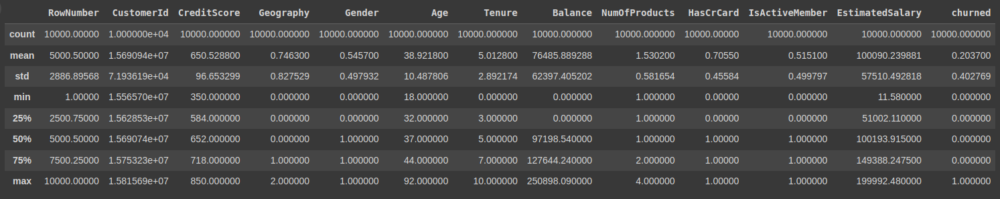 RowNumber CustomerId CreditScore Geography Gender Age Tenure Balance NumOfProducts HasCrCard IsActiveMember EstimatedSalary churned
count 10000.00000 1.000000e+04 10000.000000 10000.000000 10000.000000 10000.000000 10000.000000 10000.000000 10000.000000 10000.00000 10000.000000 10000.000000 10000.000000
mean 5000.50000 1.569094e+07 650.528800 0.746300 0.545700 38.921800 5.012800 76485.889288 1.530200 0.70550 0.515100 100090.239881 0.203700
std 2886.89568 7.193619e+04 96.653299 0.827529 0.497932 10.487806 2.892174 62397.405202 0.581654 0.45584 0.499797 57510.492818 0.402769
min 1.00000 1.556570e+07 350.000000 0.000000 0.000000 18.000000 0.000000 0.000000 1.000000 0.00000 0.000000 11.580000 0.000000
25% 2500.75000 1.562853e+07 584.000000 0.000000 0.000000 32.000000 3.000000 0.000000 1.000000 0.00000 0.000000 51002.110000 0.000000
50% 5000.50000 1.569074e+07 652.000000 0.000000 1.000000 37.000000 5.000000 97198.540000 1.000000 1.00000 1.000000 100193.915000 0.000000
75% 7500.25000 1.575323e+07 718.000000 1.000000 1.000000 44.000000 7.000000 127644.240000 2.000000 1.00000 1.000000 149388.247500 0.000000
max 10000.00000 1.581569e+07 850.000000 2.000000 1.000000 92.000000 10.000000 250898.090000 4.000000 1.00000 1.000000 199992.480000 1.000000